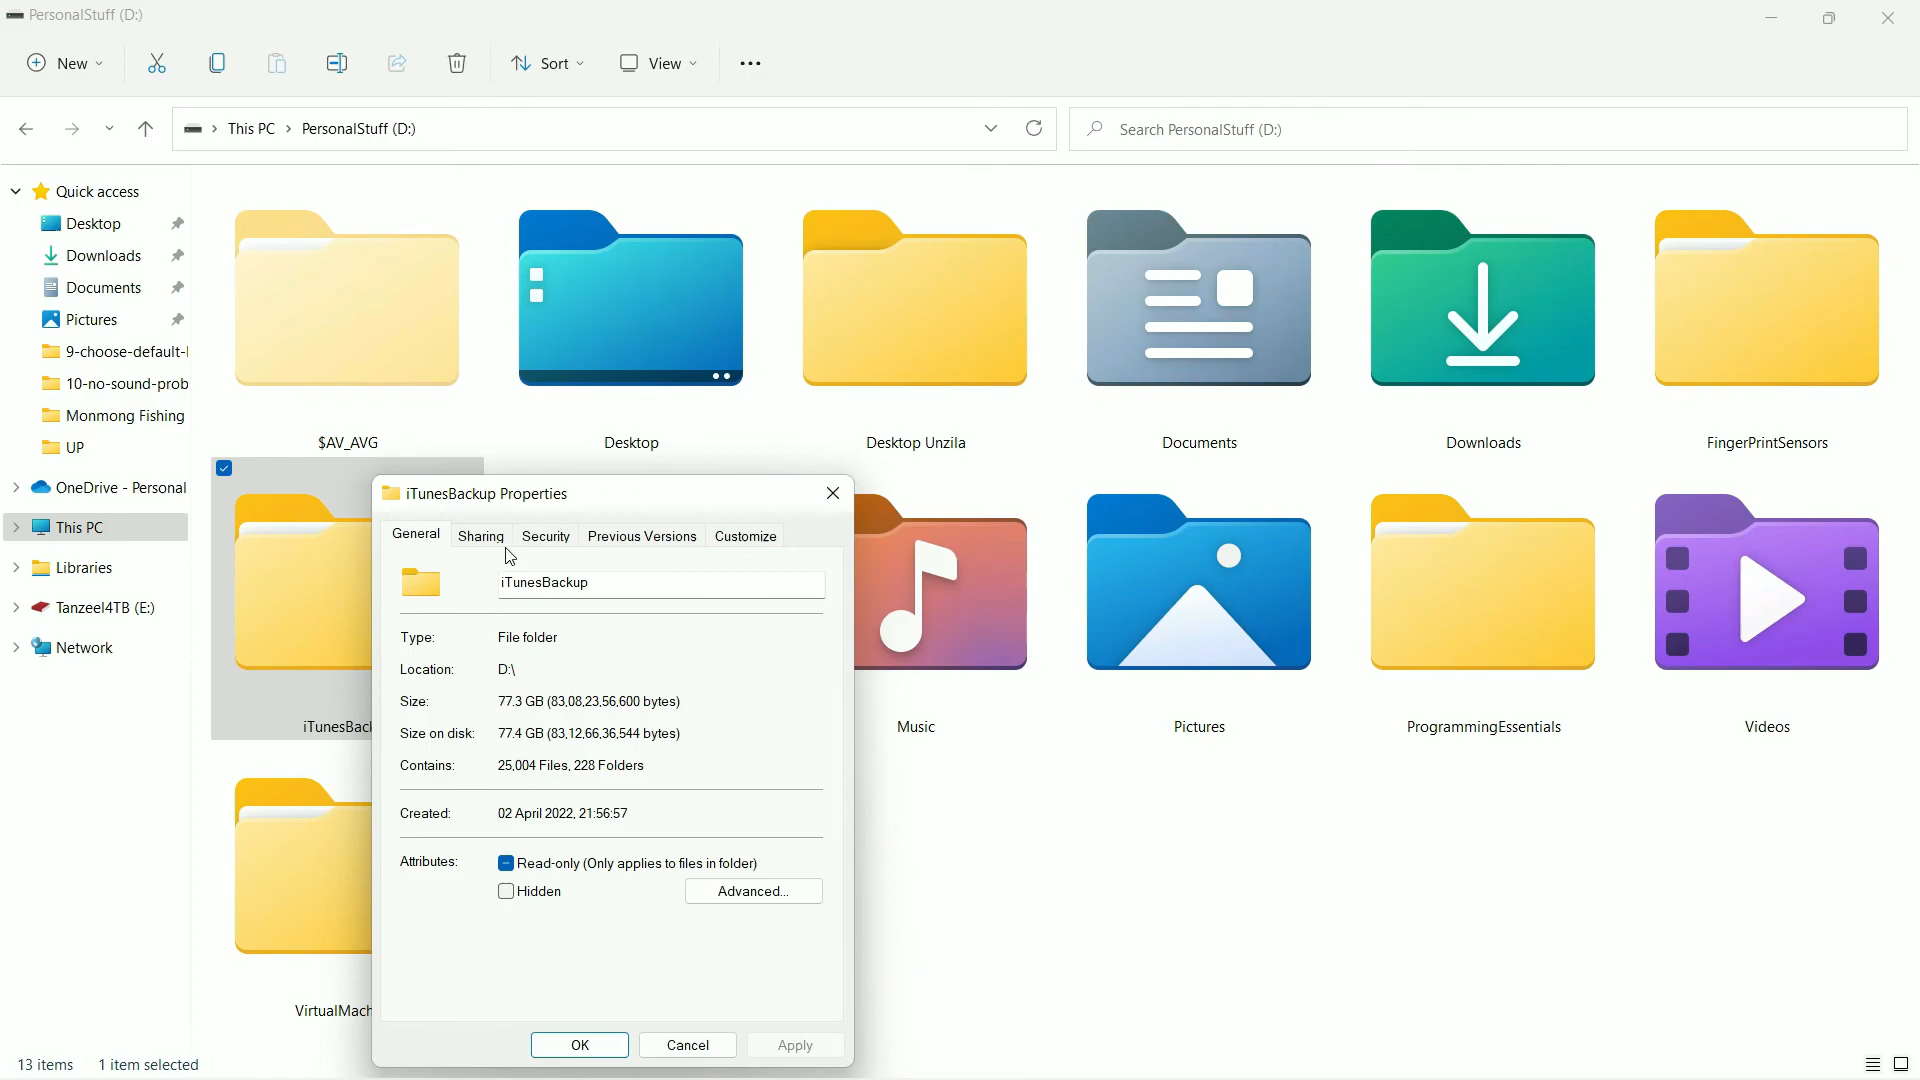 PersonalStuff (D:)
New
Sort
View
This PC
PersonalStuff (D:)
Search PersonalStuff (D:)
Quick access
Desktop
Downloads
Documents
Pictures
9-choose-default-
10-no-sound-prob
Monmong Fishing
UP
OneDrive - Personal
This PC
Libraries
Tanzeel4TB (E:)
Network
$AV_AVG
Desktop
Desktop Unzila
Documents
Downloads
FingerPrintSensors
iTunesBack
Music
Pictures
ProgrammingEssentials
Videos
VirtualMach
iTunesBackup Properties
General Sharing Security Previous Versions Customize
iTunesBackup
Type: File folder
Location: D:\
Size: 77.3 GB (83,08,23,56,600 bytes)
Size on disk: 77.4 GB (83,12,66,36,544 bytes)
Contains: 25,004 Files, 228 Folders
Created: 02 April 2022, 21:56:57
Attributes: Read-only (Only applies to files in folder)
Hidden Advanced...
OK Cancel Apply
13 items 1 item selected